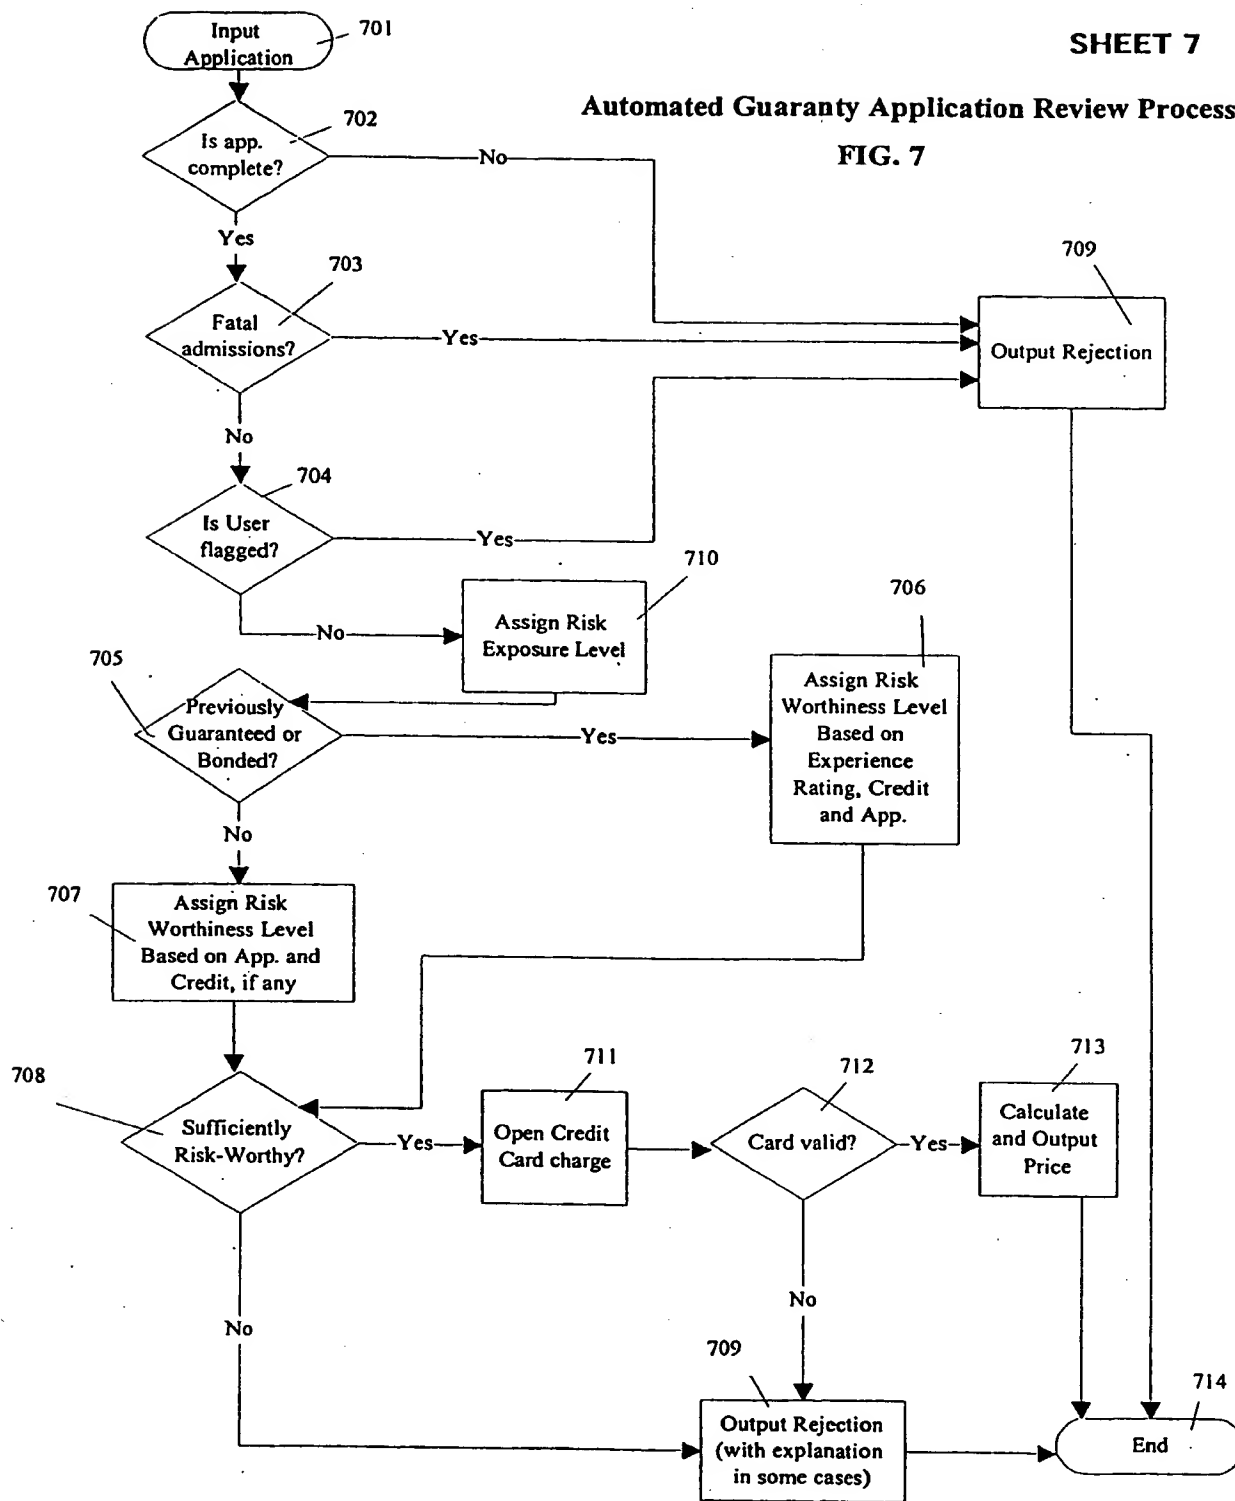 SHEET 7
Automated Guaranty Application Review Process
FIG. 7
Input
Application
701
Is app.
complete?
702
No
Yes
Fatal
admissions?
703
Yes
No
709
Output Rejection
Is User
flagged?
704
Yes
No
710
Assign Risk
Exposure Level
705
Previously
Guaranteed or
Bonded?
Yes
No
706
Assign Risk
Worthiness Level
Based on
Experience
Rating, Credit
and App.
707
Assign Risk
Worthiness Level
Based on App. and
Credit, if any
708
Sufficiently
Risk-Worthy?
Yes
No
711
Open Credit
Card charge
712
Card valid?
Yes
No
713
Calculate
and Output
Price
709
Output Rejection
(with explanation
in some cases)
714
End